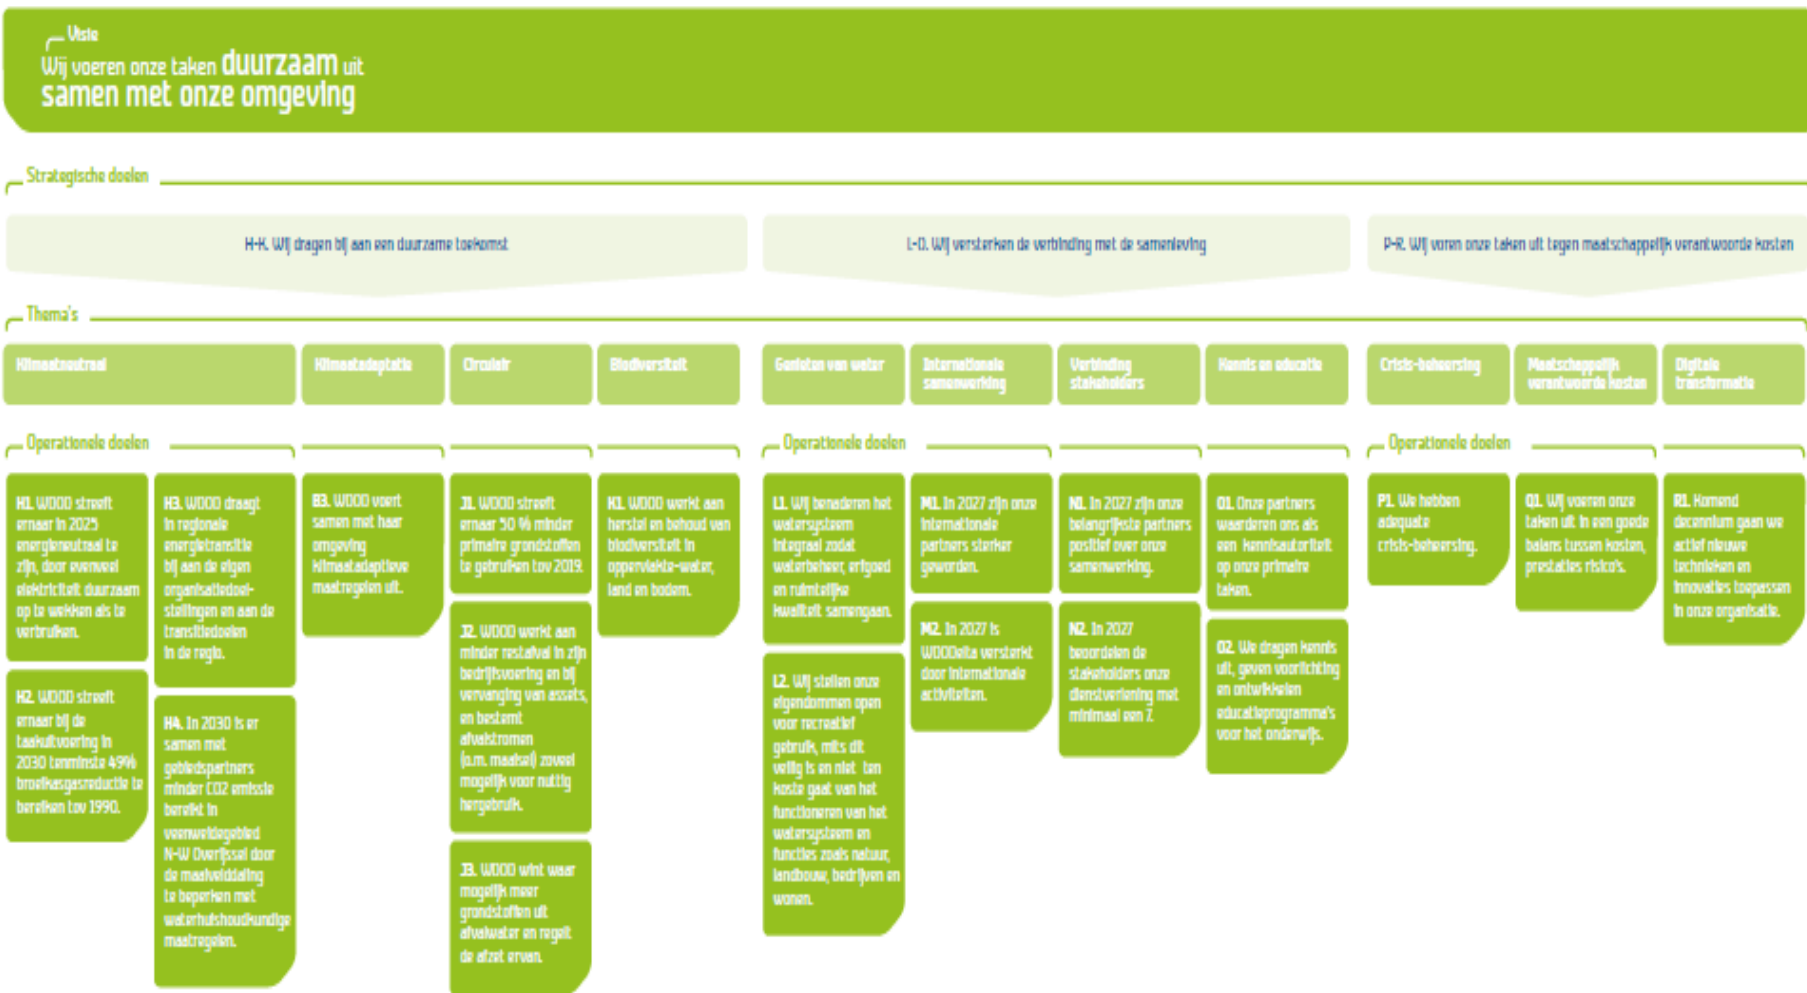 Visie
Wij voeren onze taken duurzaam uit
samen met onze omgeving
Strategische doelen
H-K. Wij dragen bij aan een duurzame toekomst
L-O. Wij versterken de verbinding met de samenleving
P-R. Wij voren onze taken uit tegen maatschappelijk verantwoorde kosten
Thema's
Klimaatneutraal
Klimaatadaptatie
Circulair
Biodiversiteit
Genieten van water
Internationale
samenwerking
Verbinding
stakeholders
Kennis en educatie
Crisis-beheersing
Maatschappelijk
verantwoorde kosten
Digitale
transformatie
Operationele doelen
H1. WDOD streeft
ernaar in 2025
energieneutraal te
zijn, door evenveel
elektriciteit duurzaam
op te wekken als te
verbruiken.
H2. WDOD streeft
ernaar bij de
taakuitvoering in
2030 tenminste 49%
broeikasgasreductie te
bereiken tov 1990.
H3. WDOD draagt
in regionale
energietransitie
bij aan de eigen
organisatiedoel-
stellingen en aan de
transitiedoelen
in de regio.
H4. In 2030 is er
samen met
gebiedspartners
minder CO2 emissie
bereikt in
veenweidegebied
N-W Overijssel door
de maaivelddaling
te beperken met
waterhuishoudkundige
maatregelen.
B3. WDOD voert
samen met haar
omgeving
klimaatadaptieve
maatregelen uit.
J1. WDOD streeft
ernaar 50 % minder
primaire grondstoffen
te gebruiken tov 2019.
J2. WDOD werkt aan
minder restafval in zijn
bedrijfsvoering en bij
vervanging van assets,
en bestemt
afvalstromen
(o.m. maaisel) zoveel
mogelijk voor nuttig
hergebruik.
J3. WDOD wint waar
mogelijk meer
grondstoffen uit
afvalwater en regelt
de afzet ervan.
K1. WDOD werkt aan
herstel en behoud van
biodiversiteit in
oppervlakte-water,
land en bodem.
Operationele doelen
L1. Wij benaderen het
watersysteem
integraal zodat
waterbeheer, erfgoed
en ruimtelijke
kwaliteit samengaan.
L2. Wij stellen onze
eigendommen open
voor recreatief
gebruik, mits dit
veilig is en niet ten
koste gaat van het
functioneren van het
watersysteem en
functies zoals natuur,
landbouw, bedrijven en
wonen.
M1. In 2027 zijn onze
internationale
partners sterker
geworden.
M2. In 2027 is
WDODelta versterkt
door internationale
activiteiten.
N1. In 2027 zijn onze
belangrijkste partners
positief over onze
samenwerking.
N2. In 2027
beoordelen de
stakeholders onze
dienstverlening met
minimaal een 7.
O1. Onze partners
waarderen ons als
een kennisautoriteit
op onze primaire
taken.
O2. We dragen kennis
uit, geven voorlichting
en ontwikkelen
educatieprogramma's
voor het onderwijs.
Operationele doelen
P1. We hebben
adequate
crisis-beheersing.
Q1. Wij voeren onze
taken uit in een goede
balans tussen kosten,
prestaties risico's.
R1. Komend
decennium gaan we
actief nieuwe
technieken en
innovaties toepassen
in onze organisatie.